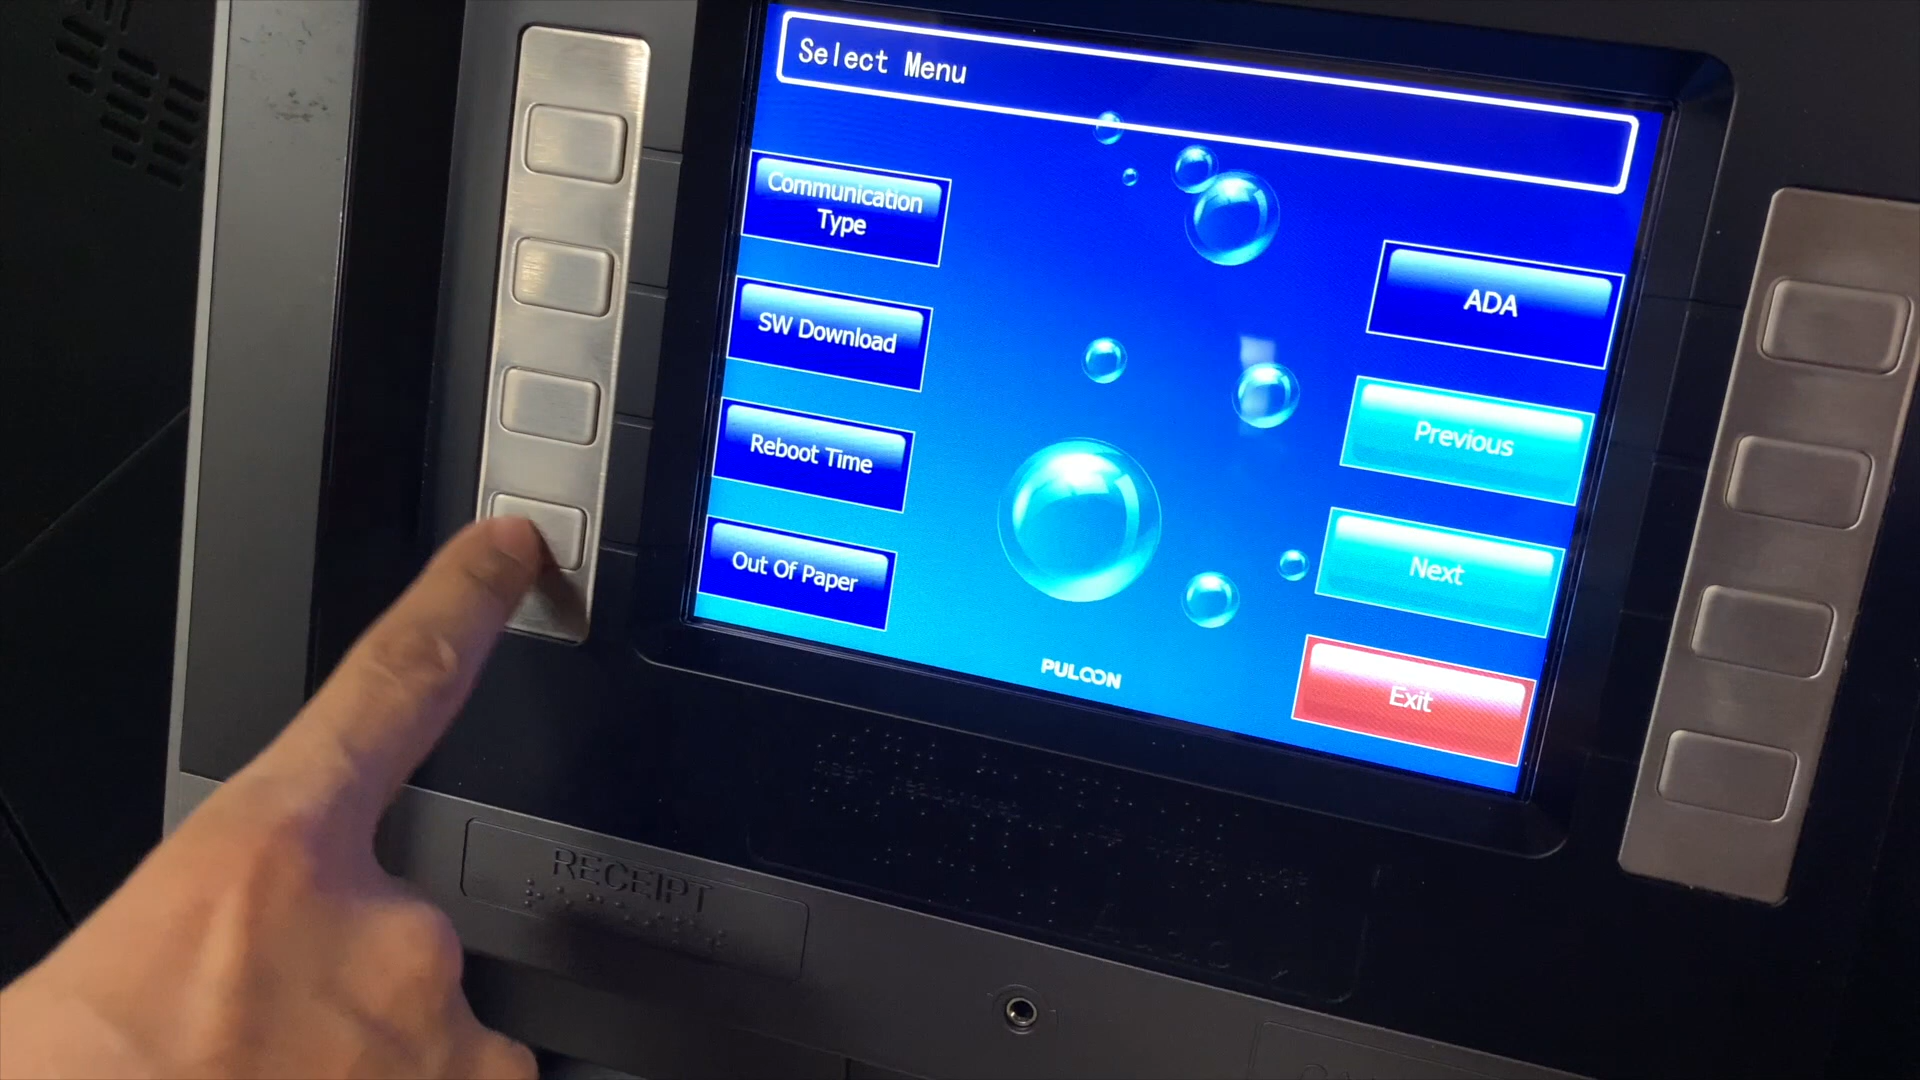 Select Menu
Communication
Type
SW Download
Reboot Time
Out Of Paper
ADA
Previous
Next
Exit
PULOON
RECEIPT